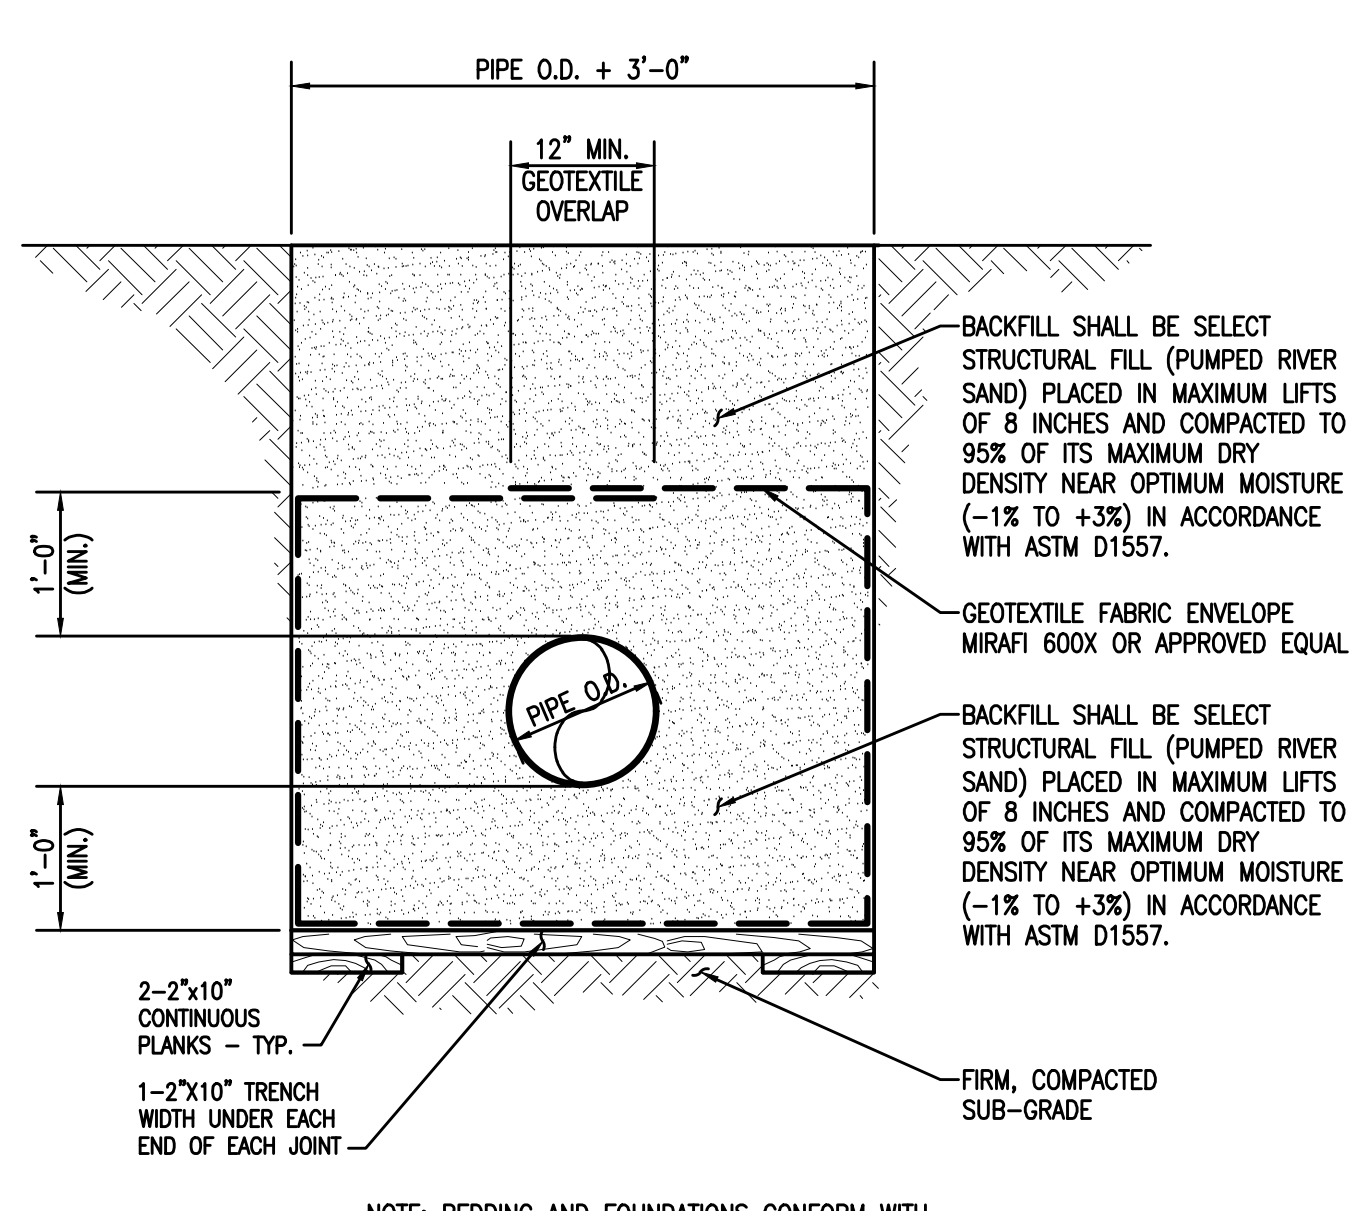 PIPE O.D. + 3'-0"
12" MIN.
GEOTEXTILE
OVERLAP
BACKFILL SHALL BE SELECT
STRUCTURAL FILL (PUMPED RIVER
SAND) PLACED IN MAXIMUM LIFTS
OF 8 INCHES AND COMPACTED TO
95% OF ITS MAXIMUM DRY
DENSITY NEAR OPTIMUM MOISTURE
(-1% TO +3%) IN ACCORDANCE
WITH ASTM D1557.
1'-0"
(MIN.)
GEOTEXTILE FABRIC ENVELOPE
MIRAFI 600X OR APPROVED EQUAL
PIPE O.D.
BACKFILL SHALL BE SELECT
STRUCTURAL FILL (PUMPED RIVER
SAND) PLACED IN MAXIMUM LIFTS
OF 8 INCHES AND COMPACTED TO
95% OF ITS MAXIMUM DRY
DENSITY NEAR OPTIMUM MOISTURE
(-1% TO +3%) IN ACCORDANCE
WITH ASTM D1557.
1'-0"
(MIN.)
2-2"x10"
CONTINUOUS
PLANKS - TYP.
1-2"X10" TRENCH
WIDTH UNDER EACH
END OF EACH JOINT
FIRM, COMPACTED
SUB-GRADE
NOTE: BEDDING AND FOUNDATIONS CONFORM WITH